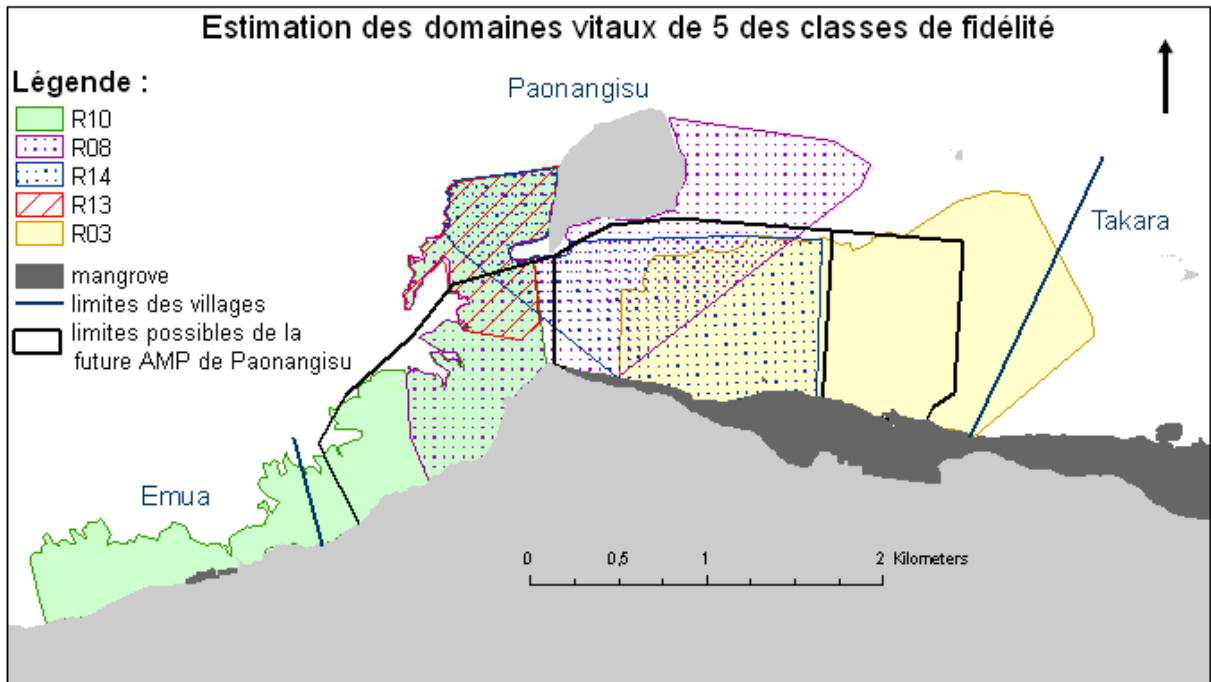 Estimation des domaines vitaux de 5 des classes de fidélité
Légende :
R10
R08
R14
R13
R03
mangrove
limites des villages
limites possibles de la
future AMP de Paonangisu
Paonangisu
Takara
Emua
0 0,5 1 2 Kilometers